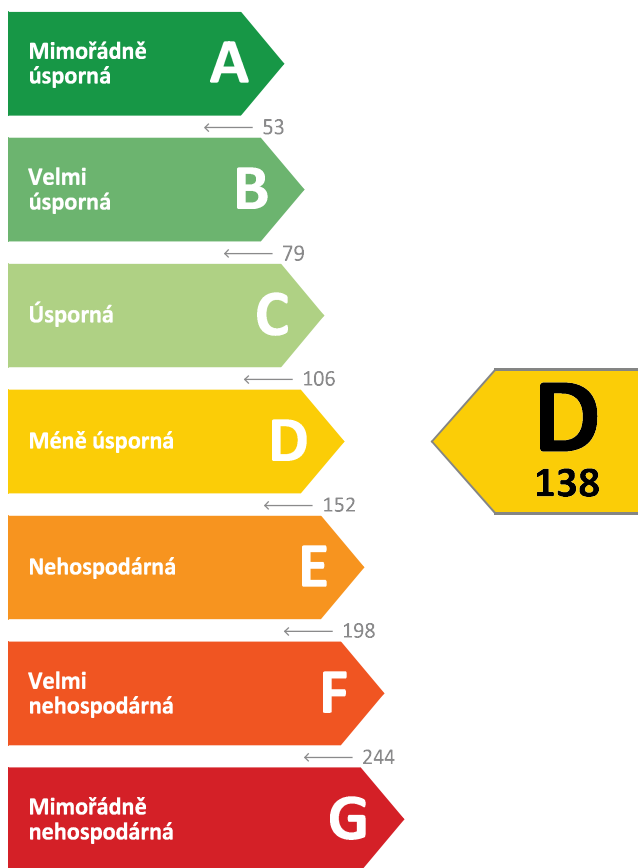 Mimořádně
úsporná
A
53
Velmi
úsporná
B
79
Úsporná
C
106
Méně úsporná
D
D
138
152
Nehospodárná
E
198
Velmi
nehospodárná
F
244
Mimořádně
nehospodárná
G